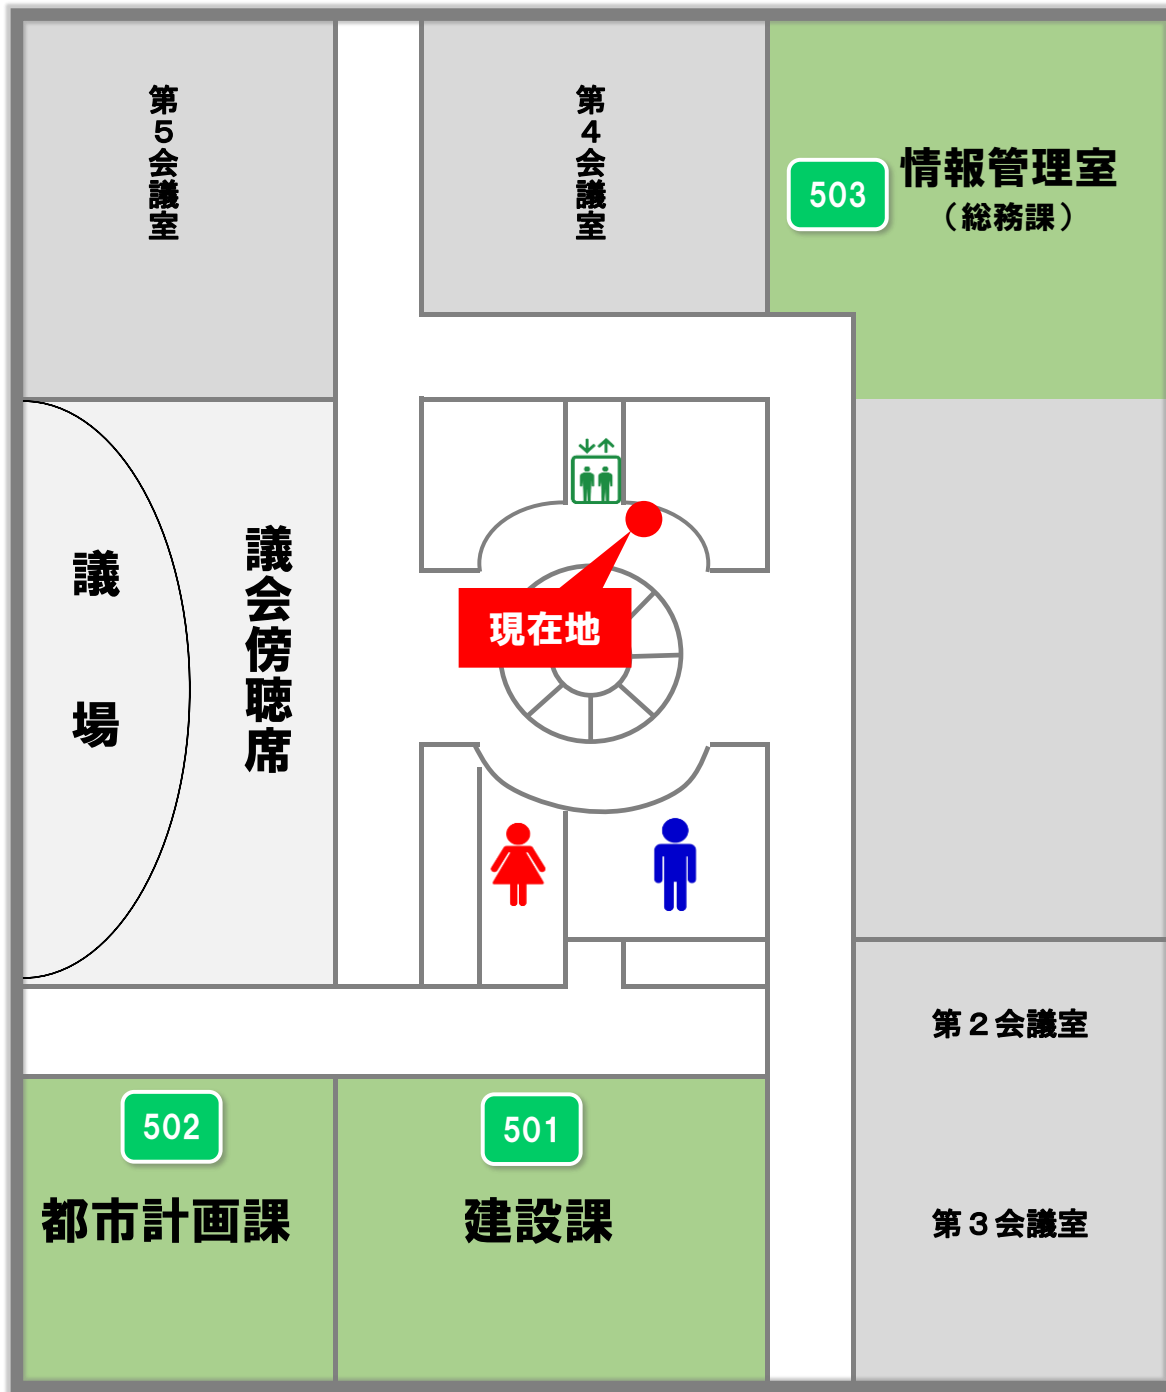 第5会議室
第4会議室
503
情報管理室
（総務課）
議場
議会傍聴席
現在地
第２会議室
第３会議室
502
都市計画課
501
建設課